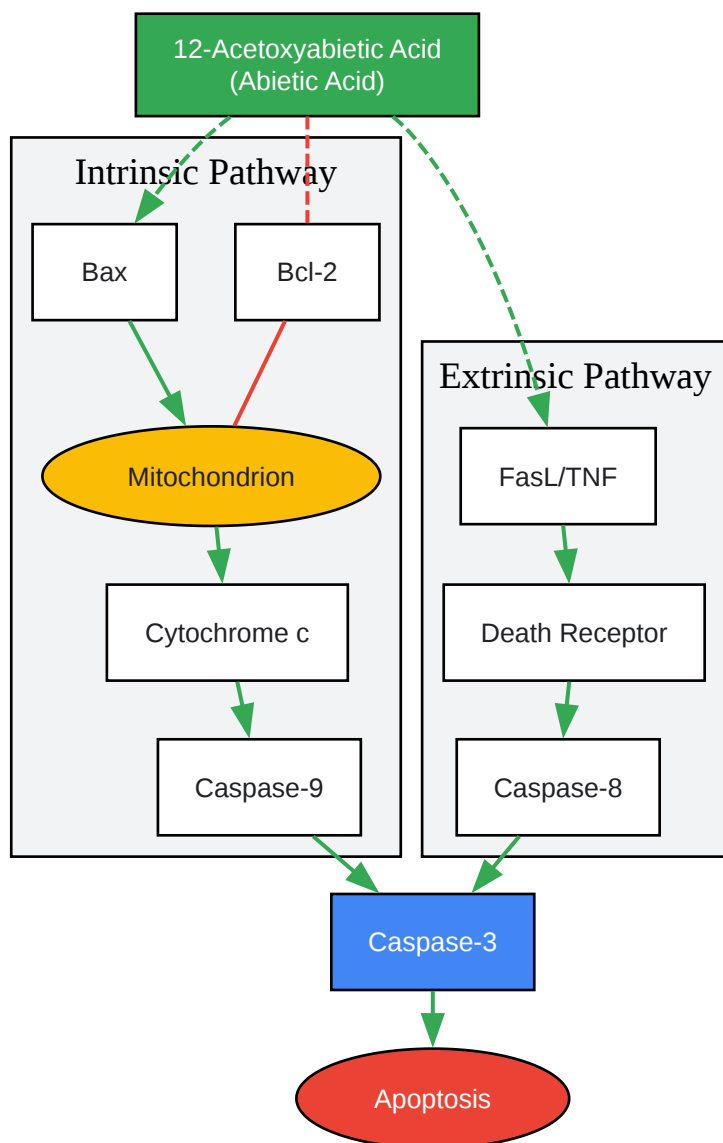 12-Acetoxyabietic Acid
(Abietic Acid)
Intrinsic Pathway
Bax
Bcl-2
Extrinsic Pathway
Mitochondrion
FasL/TNF
Cytochrome c
Death Receptor
Caspase-9
Caspase-8
Caspase-3
Apoptosis